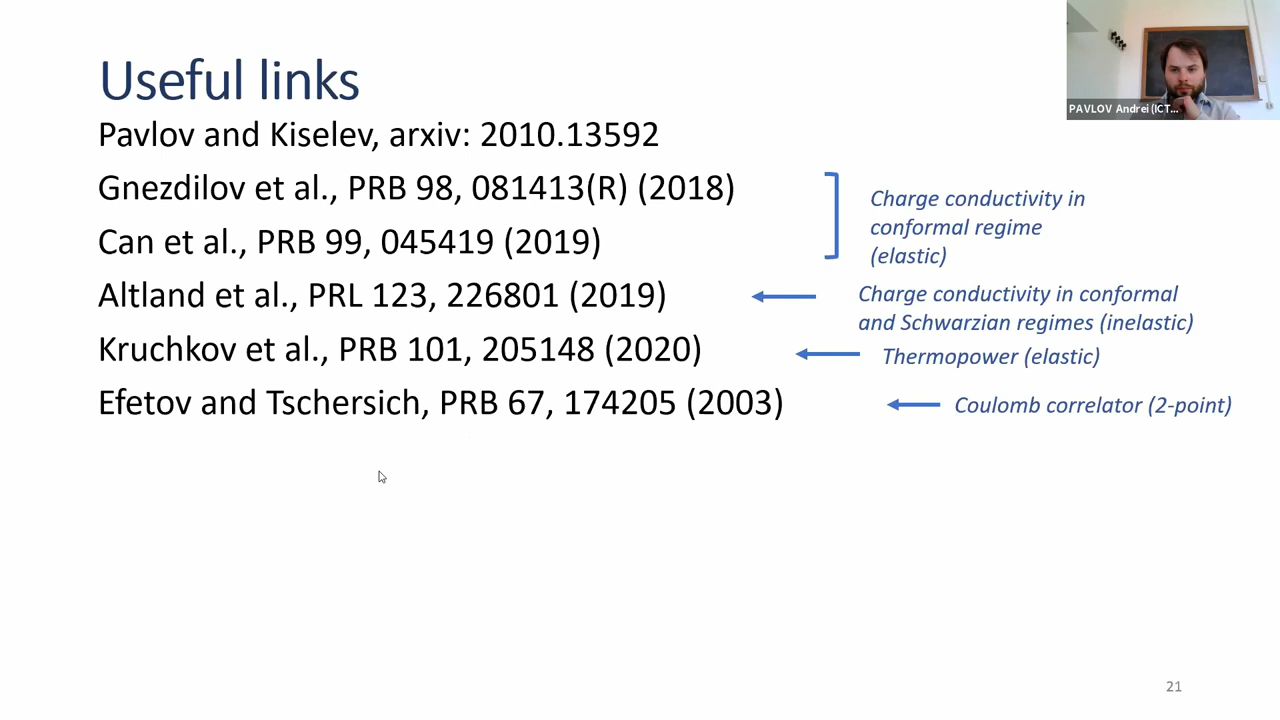 Useful links
PAVLOV Andrei (ICT...
Pavlov and Kiselev, arxiv: 2010.13592
Gnezdilov et al., PRB 98, 081413(R) (2018)
Can et al., PRB 99, 045419 (2019)
Charge conductivity in
conformal regime
(elastic)
Altland et al., PRL 123, 226801 (2019)
Charge conductivity in conformal
and Schwarzian regimes (inelastic)
Kruchkov et al., PRB 101, 205148 (2020)
Thermopower (elastic)
Efetov and Tschersich, PRB 67, 174205 (2003)
Coulomb correlator (2-point)
21